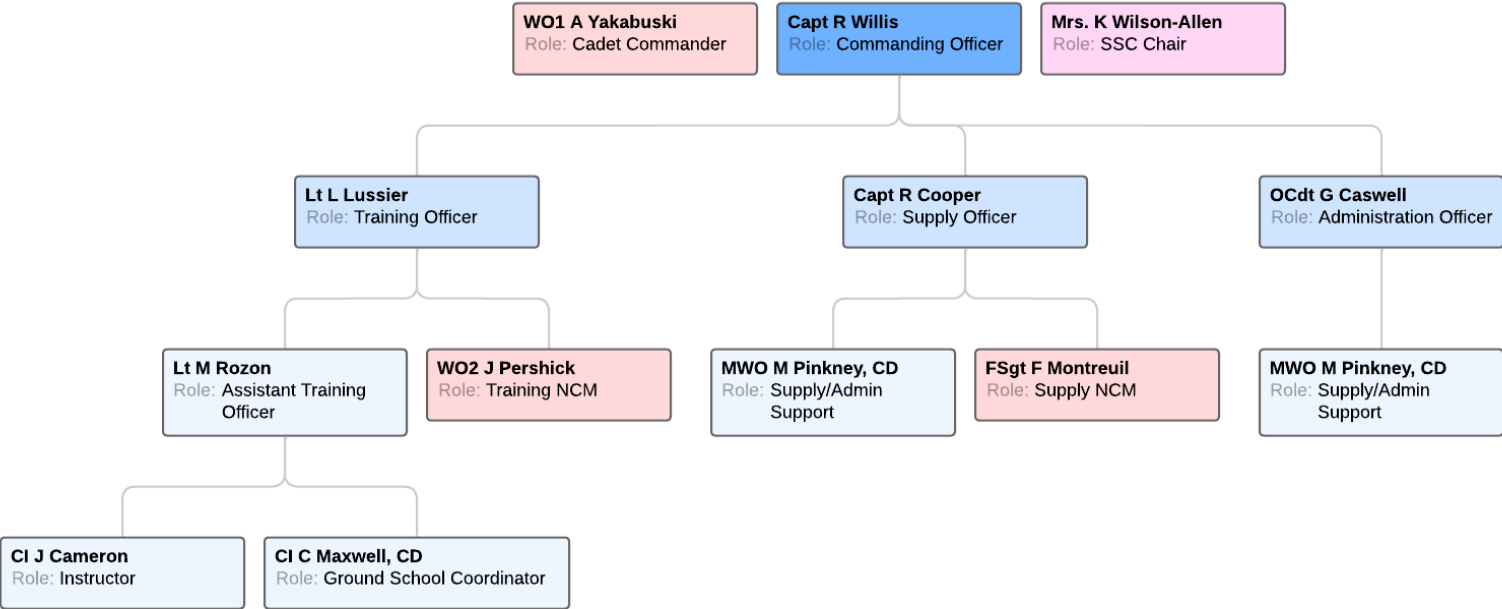 WO1 A Yakabuski
Role: Cadet Commander
Capt R Willis
Role: Commanding Officer
Mrs. K Wilson-Allen
Role: SSC Chair
Lt L Lussier
Role: Training Officer
Capt R Cooper
Role: Supply Officer
OCdt G Caswell
Role: Administration Officer
Lt M Rozon
Role: Assistant Training
Officer
WO2 J Pershick
Role: Training NCM
MWO M Pinkney, CD
Role: Supply/Admin
Support
FSgt F Montreuil
Role: Supply NCM
MWO M Pinkney, CD
Role: Supply/Admin
Support
CI J Cameron
Role: Instructor
CI C Maxwell, CD
Role: Ground School Coordinator